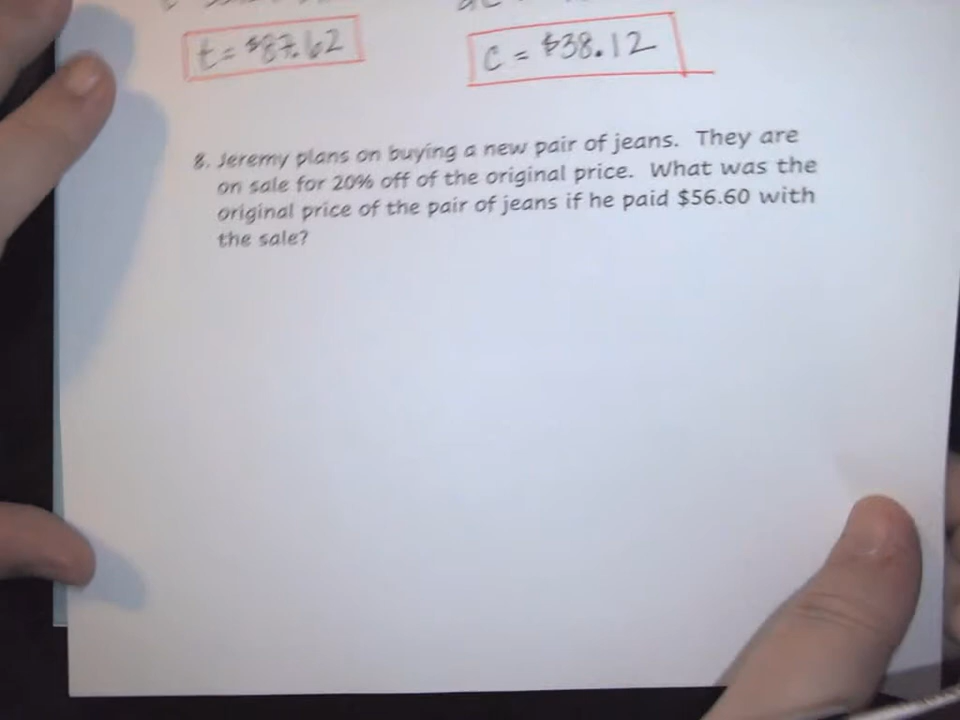 t = $87.62
c = $38.12
8. Jeremy plans on buying a new pair of jeans. They are
on sale for 20% off of the original price. What was the
original price of the pair of jeans if he paid $56.60 with
the sale?